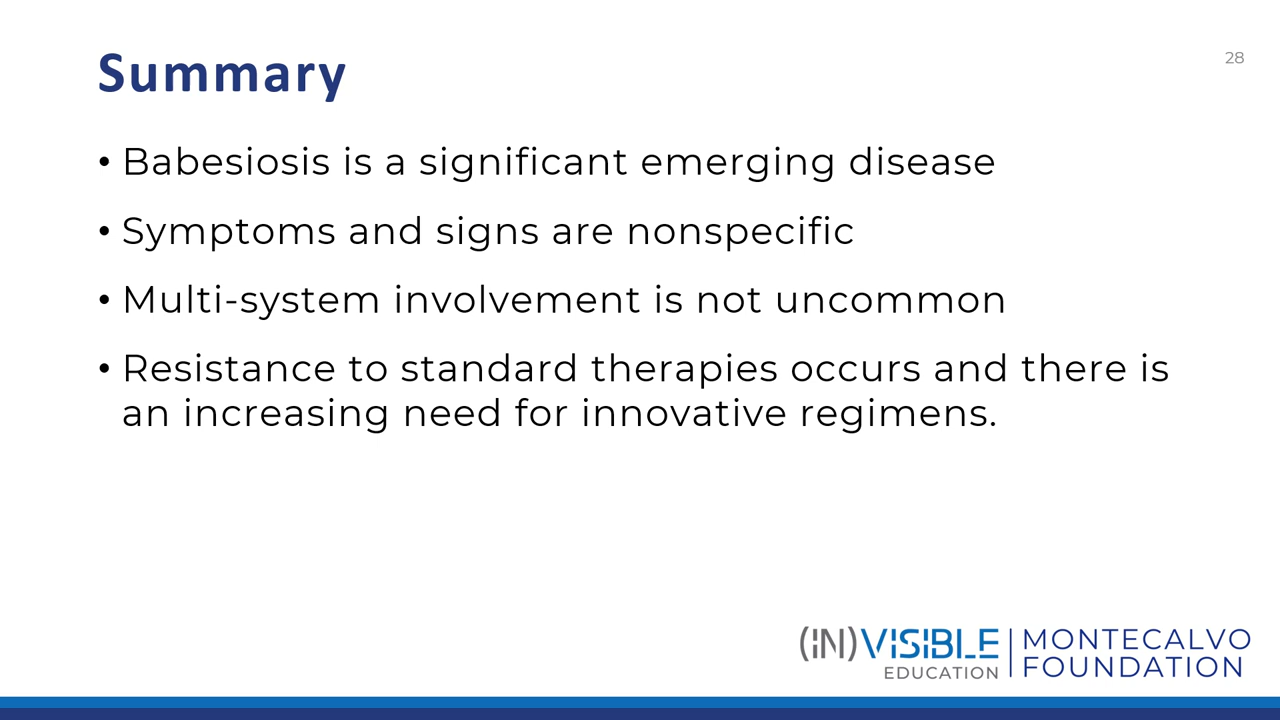 Summary
28
• Babesiosis is a significant emerging disease
• Symptoms and signs are nonspecific
• Multi-system involvement is not uncommon
• Resistance to standard therapies occurs and there is
an increasing need for innovative regimens.
(IN)VISIBLE
EDUCATION
MONTECALVO
FOUNDATION